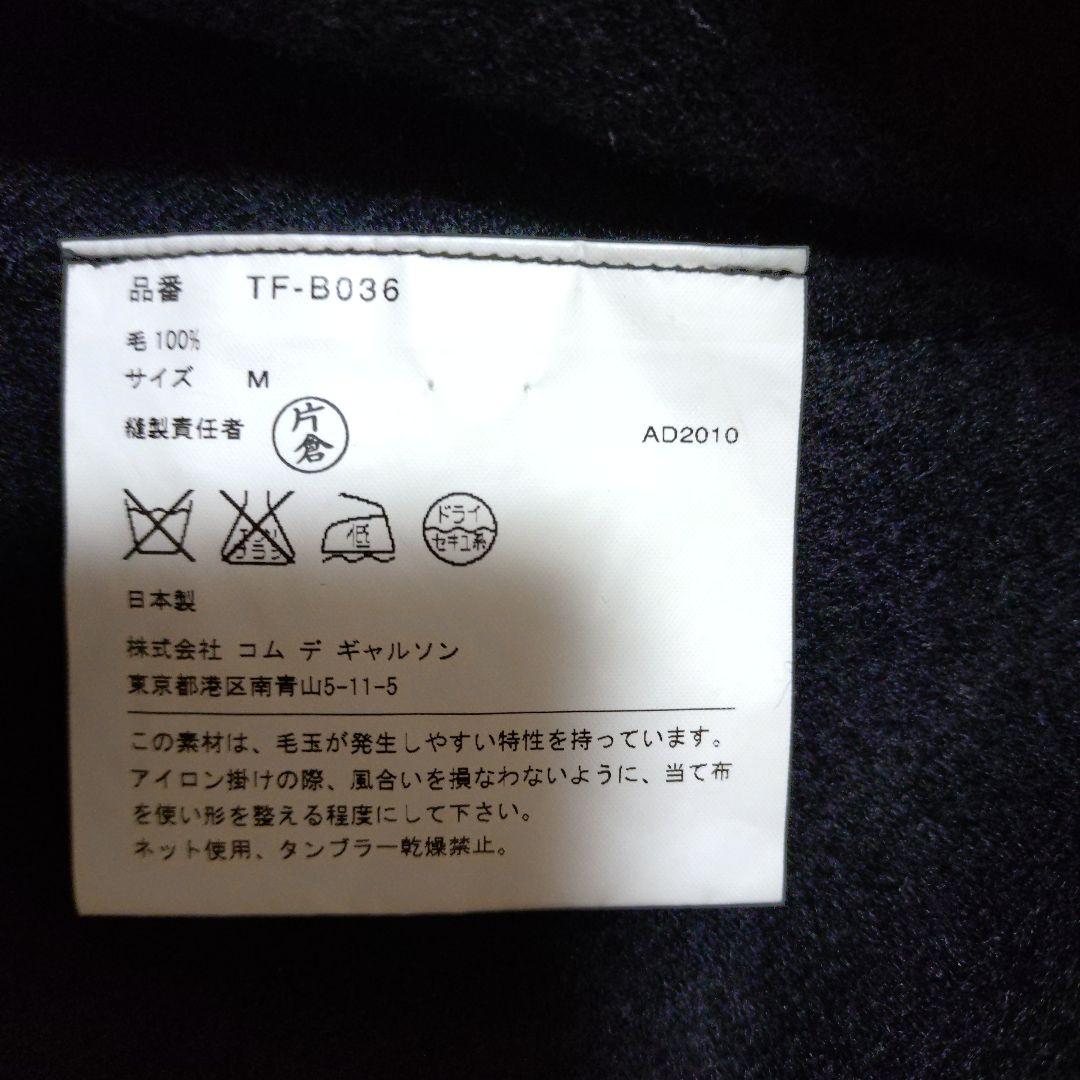 品番 TF-B036
毛 100%
サイズ M
縫製責任者 片倉 AD2010
エンソ サラシ 低 ドライ セキユ系
日本製
株式会社 コム デ ギャルソン
東京都港区南青山5-11-5
この素材は、毛玉が発生しやすい特性を持っています。
アイロン掛けの際、風合いを損なわないように、当て布
を使い形を整える程度にして下さい。
ネット使用、タンブラー乾燥禁止。